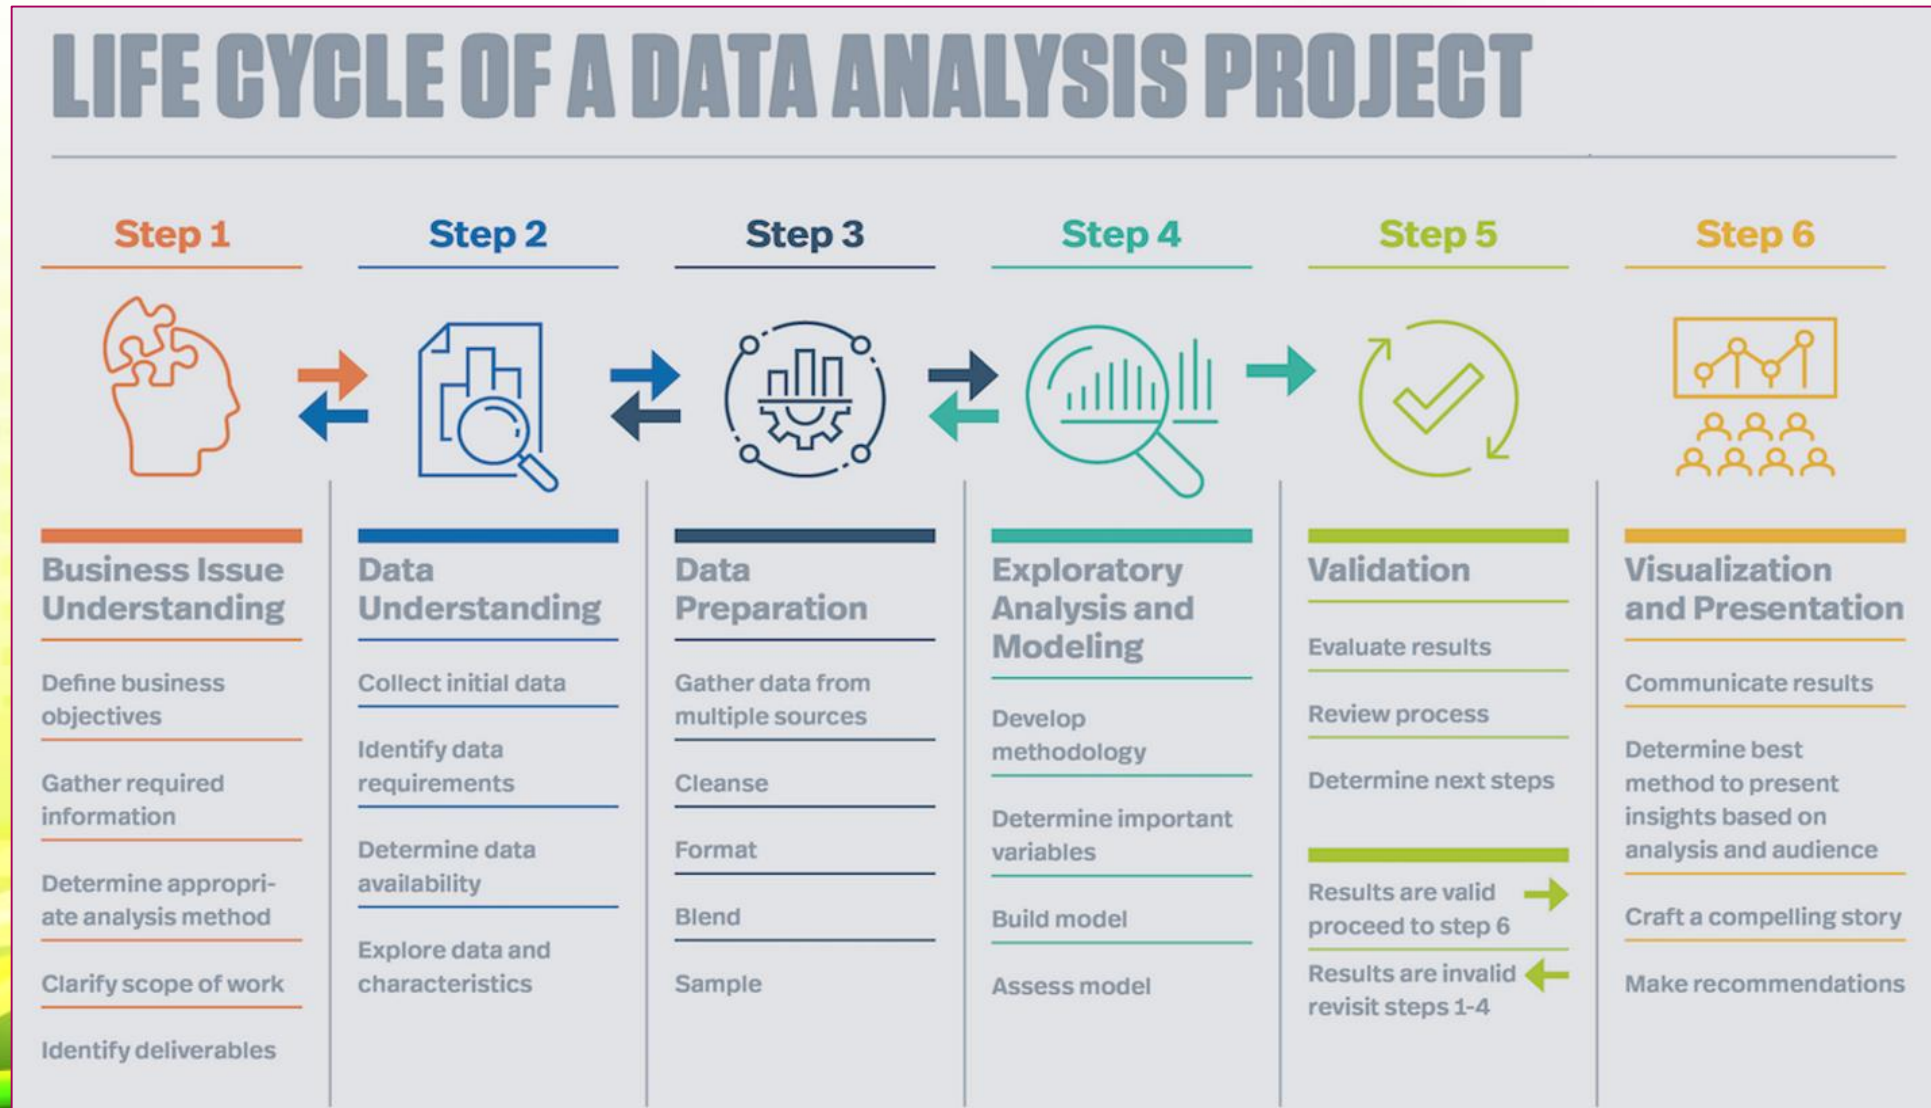 LIFE CYCLE OF A DATA ANALYSIS PROJECT
Step 1
Business Issue
Understanding
Define business
objectives
Gather required
information
Determine appropri-
ate analysis method
Clarify scope of work
Identify deliverables
Step 2
Data
Understanding
Collect initial data
Identify data
requirements
Determine data
availability
Explore data and
characteristics
Step 3
Data
Preparation
Gather data from
multiple sources
Cleanse
Format
Blend
Sample
Step 4
Exploratory
Analysis and
Modeling
Develop
methodology
Determine important
variables
Build model
Assess model
Step 5
Validation
Evaluate results
Review process
Determine next steps
Results are valid
proceed to step 6
Results are invalid
revisit steps 1-4
Step 6
Visualization
and Presentation
Communicate results
Determine best
method to present
insights based on
analysis and audience
Craft a compelling story
Make recommendations